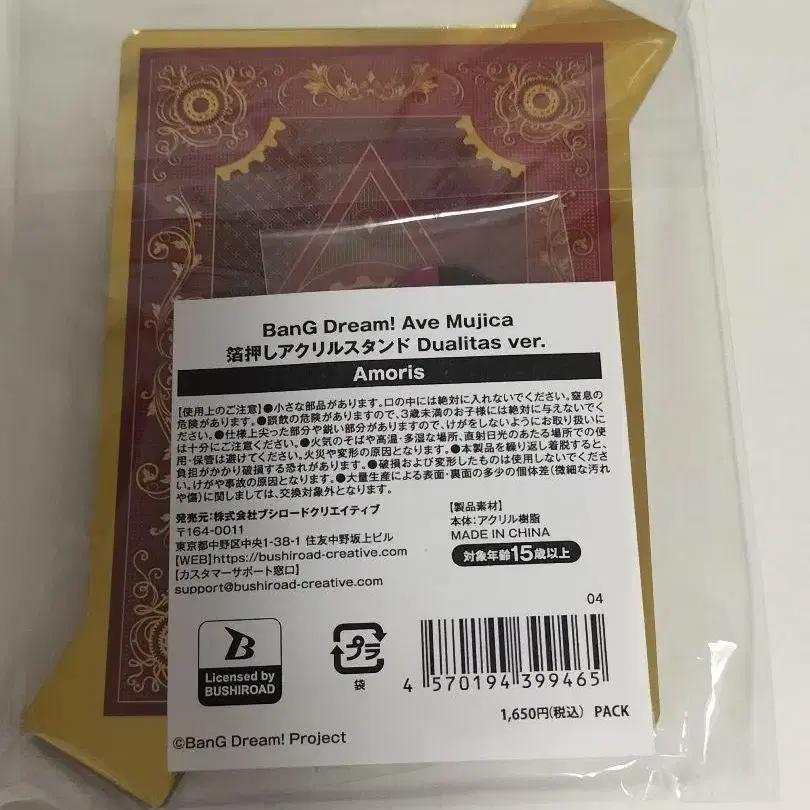 BanG Dream! Ave Mujica
箔押しアクリルスタンド Dualitas ver.
Amoris
【使用上のご注意】●小さな部品があります。口の中には絶対に入れないでください。窒息の
危険があります。●誤飲の危険がありますので、3歳未満のお子様には絶対に与えないでく
ださい。●仕様上尖った部分や鋭い部分がありますので、けがをしないようにお取り扱いに
は十分にご注意ください。●火気のそばや高温・多湿な場所、直射日光のあたる場所での使
用・保管は避けてください。火災や変形の原因となります。●本製品を繰り返し着脱すると、
負担がかかり破損する恐れがあります。●破損および変形したものは使用しないでくださ
い。けがや事故の原因となります。●大量生産による表面・裏面の多少の個体差(微細な汚れ
や傷)に関しましては、交換対象外となります。
発売元:株式会社ブシロードクリエイティブ
〒164-0011
東京都中野区中央1-38-1 住友中野坂上ビル
【WEB】https://bushiroad-creative.com
【カスタマーサポート窓口】
support@bushiroad-creative.com
【製品素材】
本体:アクリル樹脂
MADE IN CHINA
対象年齢15歳以上
04
B
Licensed by
BUSHIROAD
プラ
袋
4 570194 399465
1,650円(税込) PACK
©BanG Dream! Project